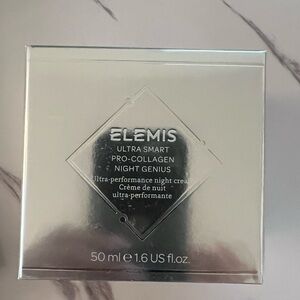 ELEMIS
ULTRA SMART
PRO-COLLAGEN
NIGHT GENIUS
Ultra-performance night cream
Crème de nuit
ultra-performante
50 ml ℮ 1.6 US fl.oz.